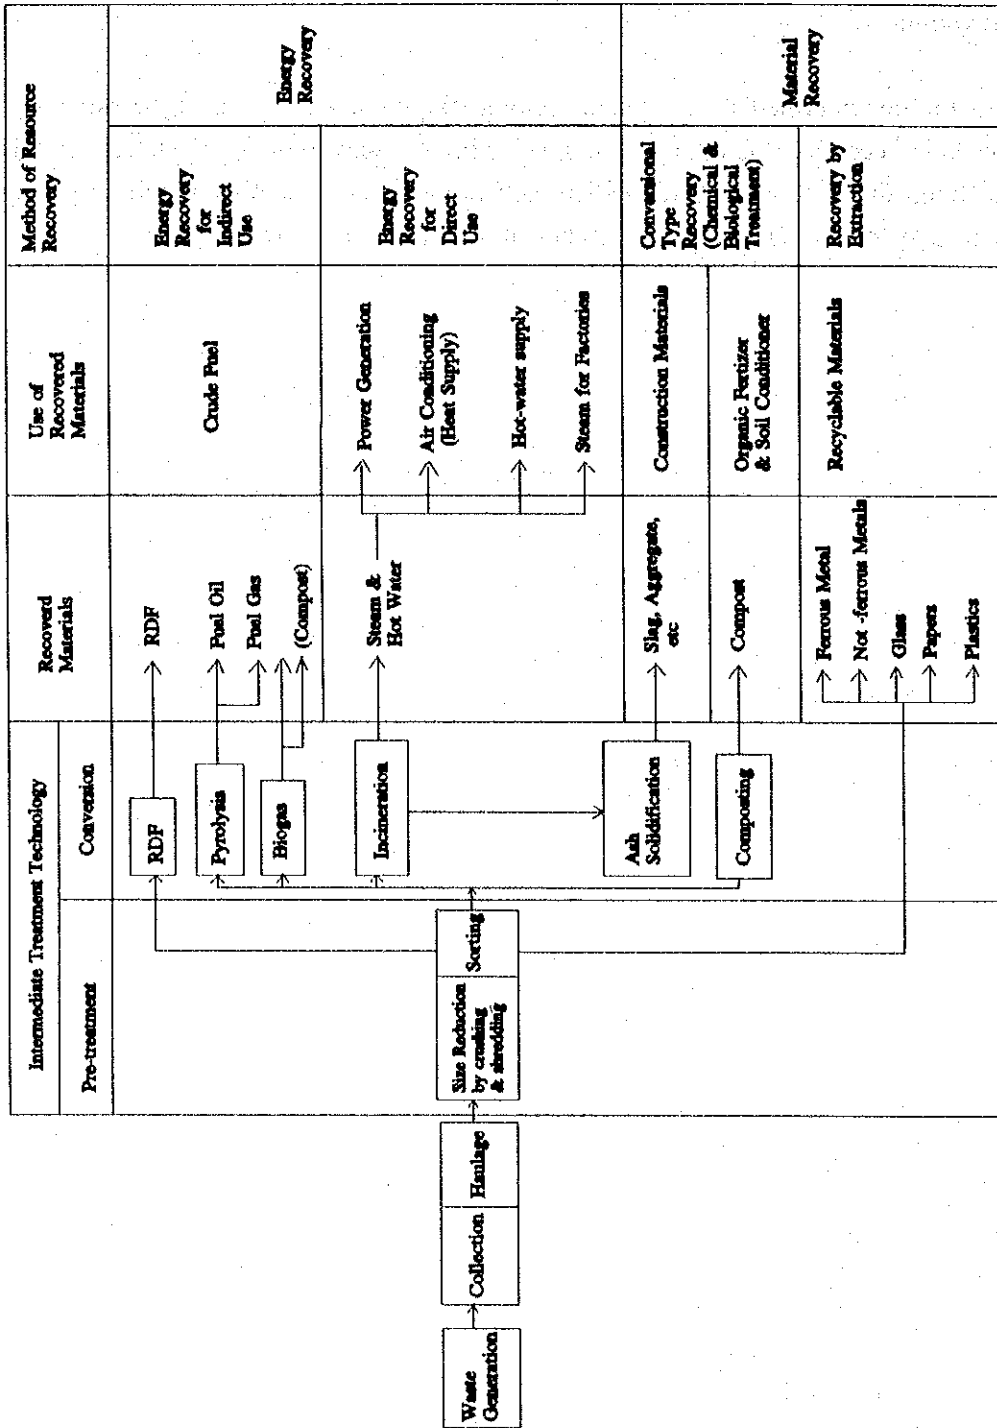 Intermediate Treatment Technology
Pre-treatment
Conversion
Recoverd
Materials
Use of
Recovered
Materials
Method of Resource
Recovery
Waste
Generation
Collection
Haulage
Size Reduction
by crushing
& shredding
Sorting
RDF
RDF
Pyrolysis
Fuel Oil
Fuel Gas
Biogas
(Compost)
Crude Fuel
Energy
Recovery
for
Indirect
Use
Energy
Recovery
Incineration
Steam &
Hot Water
Power Generation
Air Conditioning
(Heat Supply)
Hot-water supply
Steam for Factories
Energy
Recovery
for
Direct
Use
Ash
Solidification
Slag, Aggregate,
etc
Construction Materials
Conversional
Type
Recovery
(Chemical &
Biological
Treatment)
Material
Recovery
Composting
Compost
Organic Fertizer
& Soil Conditioner
Ferrous Metal
Not -ferrous Metals
Glass
Papers
Plastics
Recyclable Materials
Recovery by
Extraction